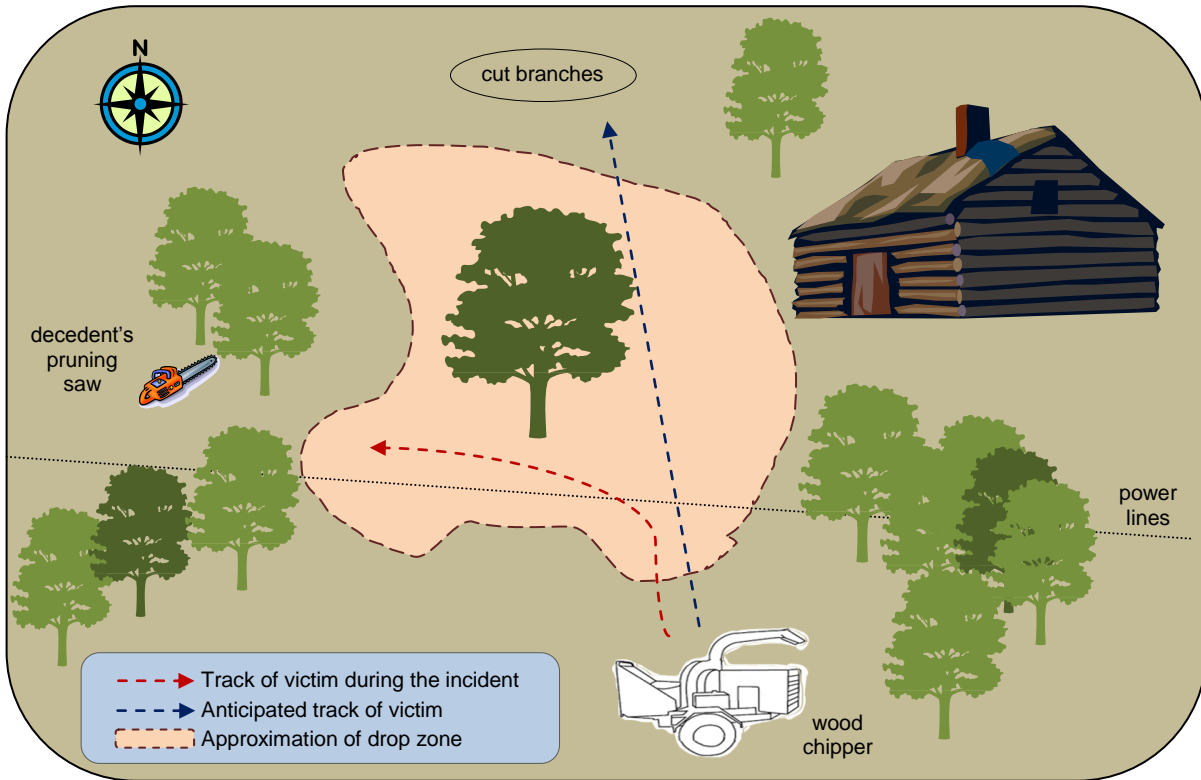 N
cut branches
decedent's
pruning
saw
power
lines
Track of victim during the incident
Anticipated track of victim
Approximation of drop zone
wood
chipper